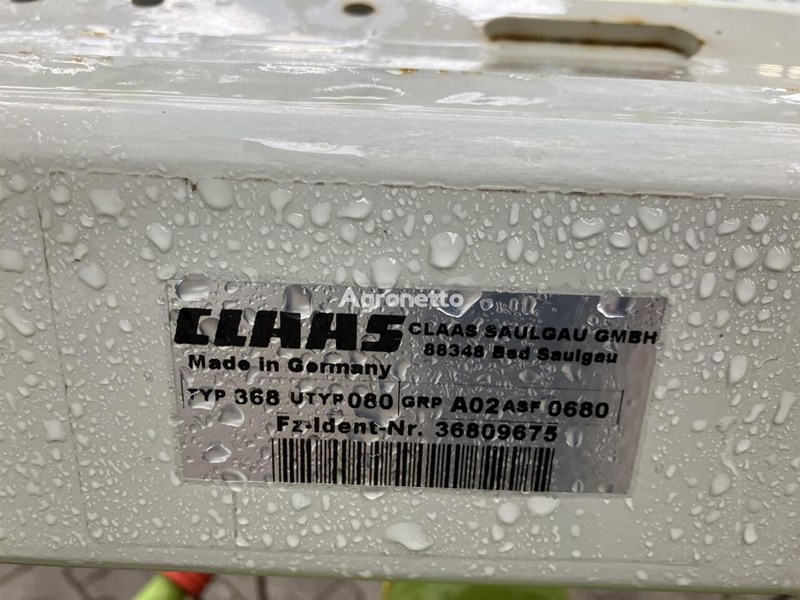 Agronetto
CLAAS CLAAS SAULGAU GMBH
88348 Bad Saulgau
Made in Germany
TYP 368 UTYP 080 GRP A02 ASF 0680
Fz-Ident-Nr. 36809675